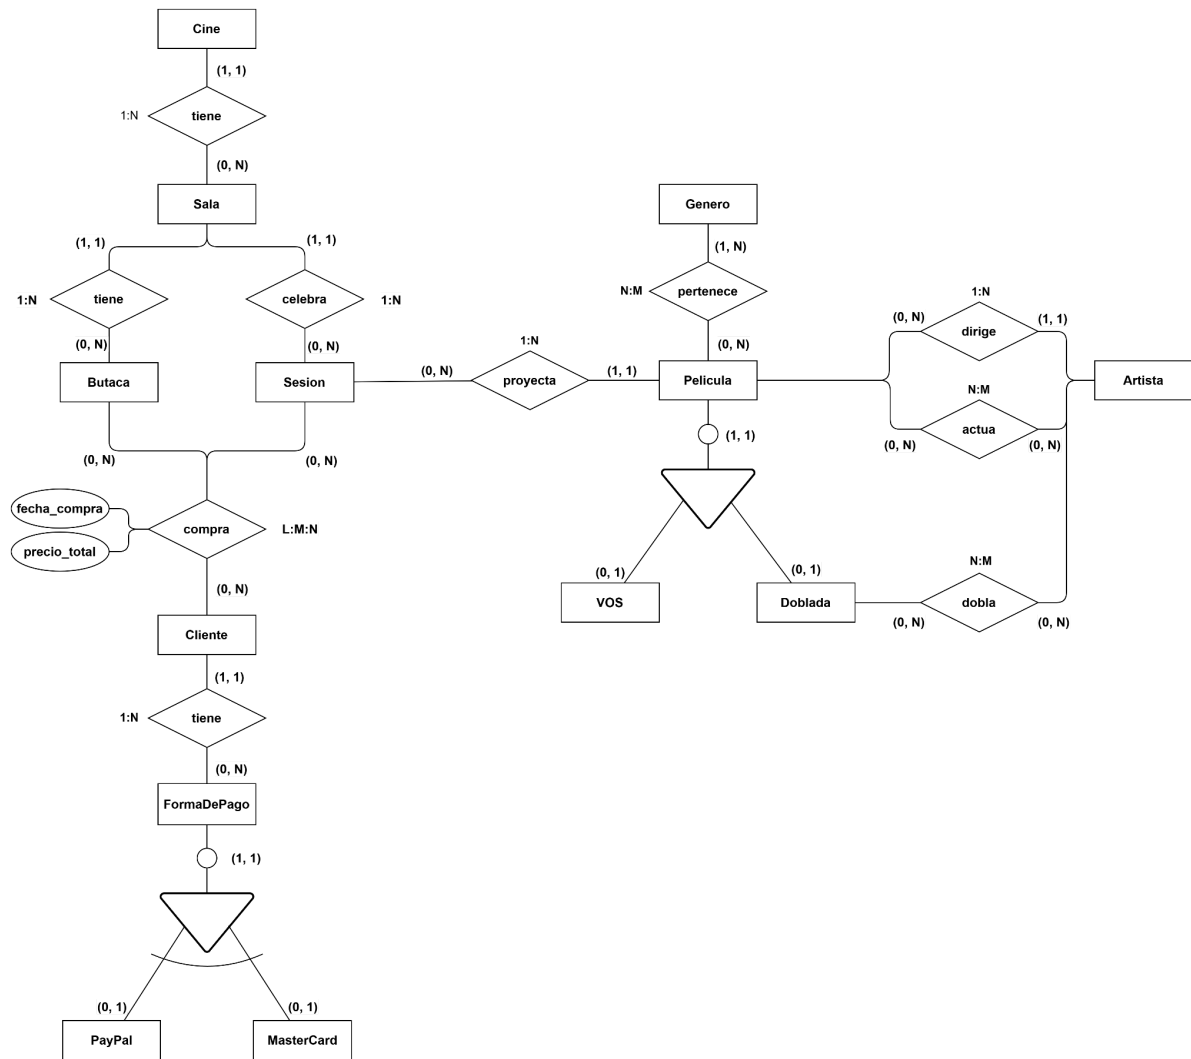 Cine
(1, 1)
1:N
tiene
(0, N)
Sala
Genero
(1, 1)
(1, 1)
(1, N)
1:N
tiene
celebra
1:N
N:M
pertenece
1:N
(0, N)
dirige
(1, 1)
(0, N)
(0, N)
1:N
(0, N)
Butaca
Sesion
(0, N)
proyecta
(1, 1)
Pelicula
Artista
N:M
actua
(0, N)
(0, N)
(1, 1)
(0, N)
(0, N)
fecha_compra
precio_total
compra
L:M:N
(0, N)
(0, 1)
(0, 1)
N:M
VOS
Doblada
dobla
(0, N)
(0, N)
Cliente
(1, 1)
1:N
tiene
(0, N)
FormaDePago
(1, 1)
(0, 1)
(0, 1)
PayPal
MasterCard